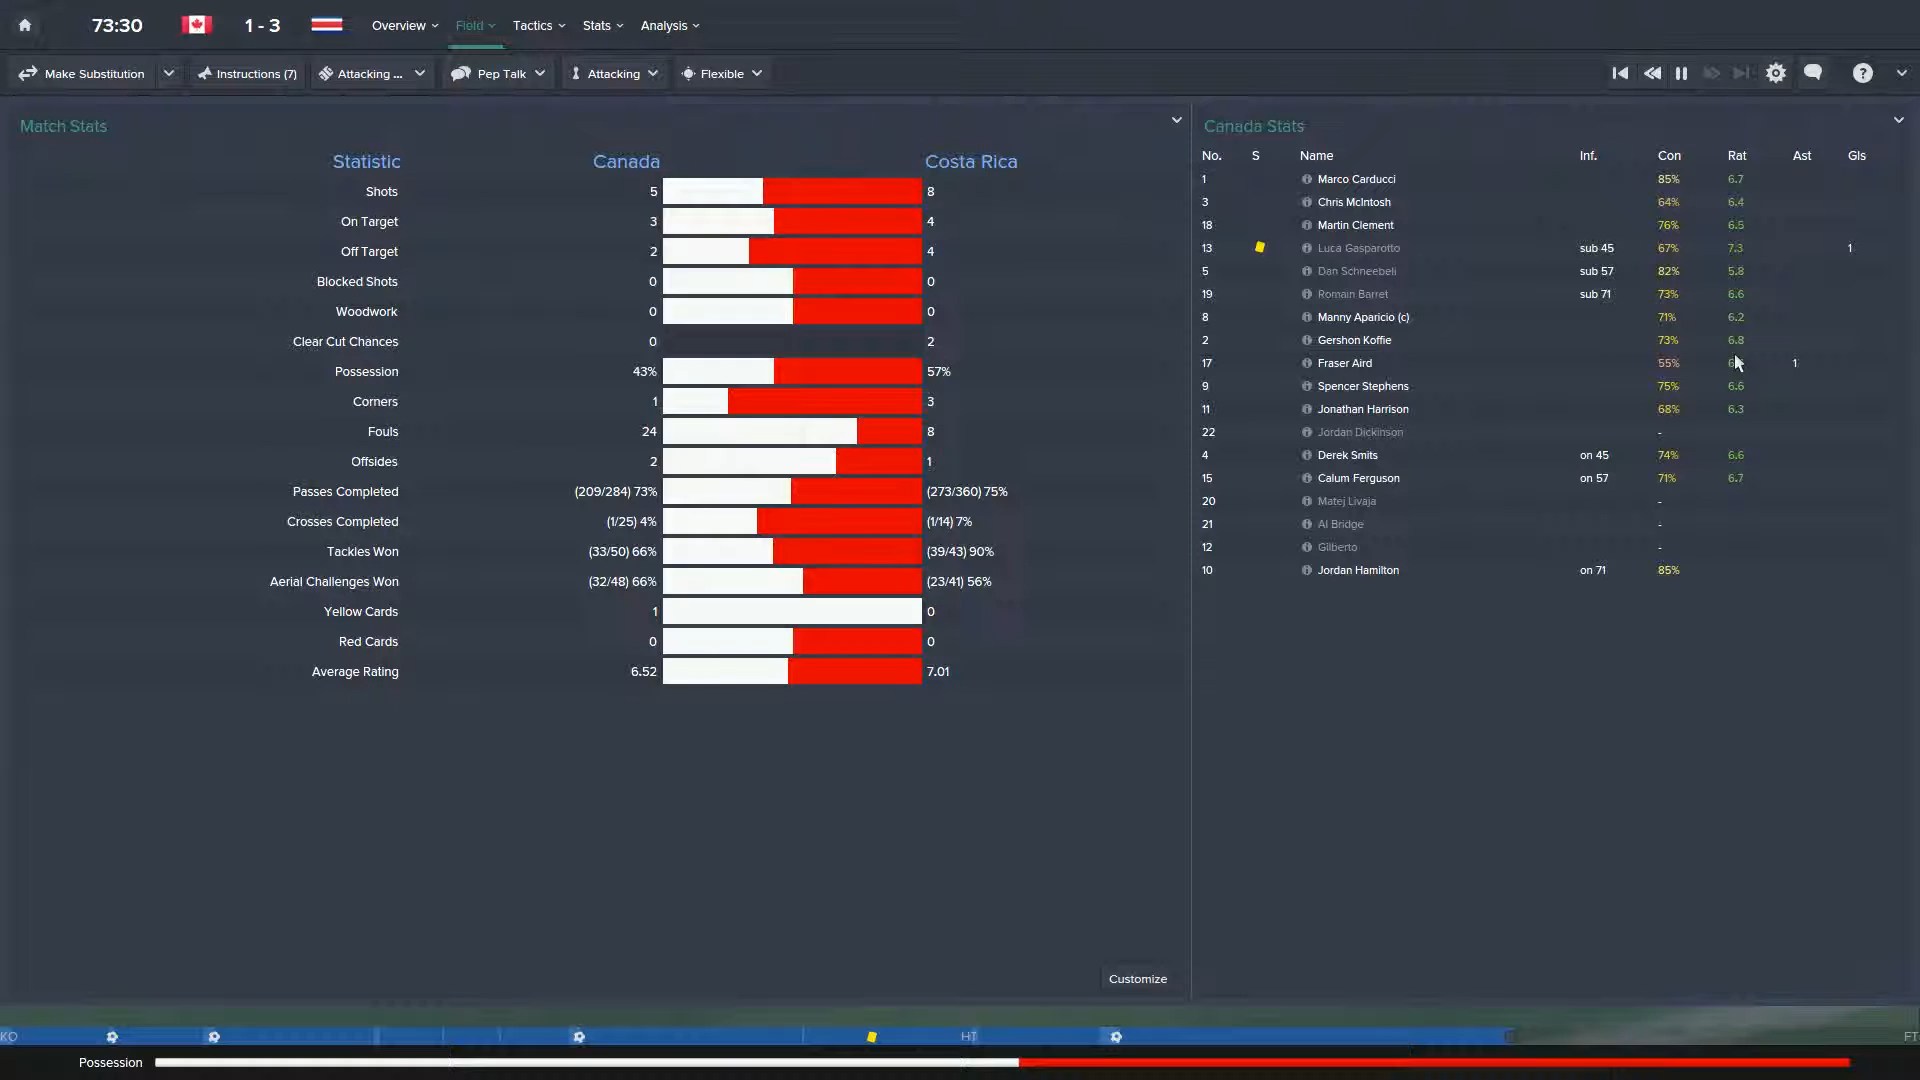 73:30 1 - 3 Overview Field Tactics Stats Analysis
Make Substitution Instructions (7) Attacking ... Pep Talk Attacking Flexible ?
Match Stats
Statistic Canada Costa Rica
Shots 5 8
On Target 3 4
Off Target 2 4
Blocked Shots 0 0
Woodwork 0 0
Clear Cut Chances 0 2
Possession 43% 57%
Corners 1 3
Fouls 24 8
Offsides 2 1
Passes Completed (209/284) 73% (273/360) 75%
Crosses Completed (1/25) 4% (1/14) 7%
Tackles Won (33/50) 66% (39/43) 90%
Aerial Challenges Won (32/48) 66% (23/41) 56%
Yellow Cards 1 0
Red Cards 0 0
Average Rating 6.52 7.01
Customize
Canada Stats
No. S Name Inf. Con Rat Ast Gls
1 Marco Carducci 85% 6.7
3 Chris McIntosh 64% 6.4
18 Martin Clement 76% 6.5
13 Luca Gasparotto sub 45 67% 7.3 1
5 Dan Schneebeli sub 57 82% 5.8
19 Romain Barret sub 71 73% 6.6
8 Manny Aparicio (c) 71% 6.2
2 Gershon Koffie 73% 6.8
17 Fraser Aird 55% 1
9 Spencer Stephens 75% 6.6
11 Jonathan Harrison 68% 6.3
22 Jordan Dickinson -
4 Derek Smits on 45 74% 6.6
15 Calum Ferguson on 57 71% 6.7
20 Matej Livaja -
21 Al Bridge -
12 Gilberto -
10 Jordan Hamilton on 71 85%
KO HT FT
Possession